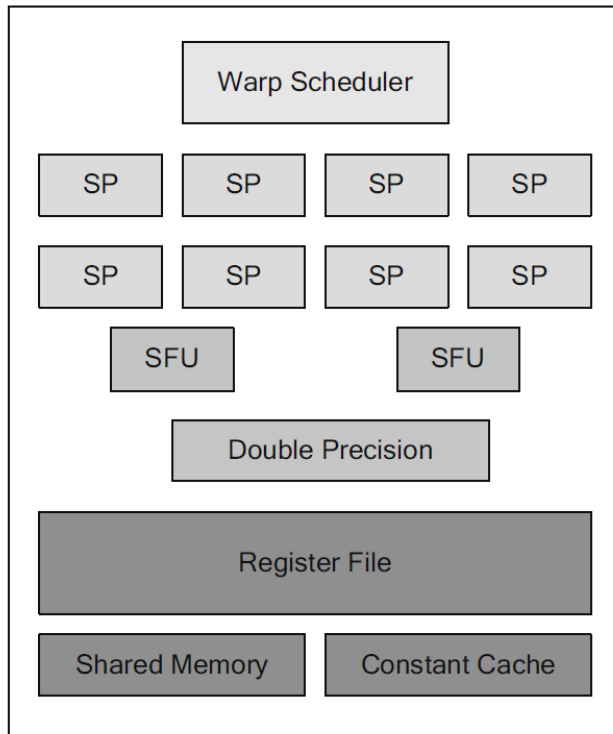 Warp Scheduler
SP SP SP SP
SP SP SP SP
SFU SFU
Double Precision
Register File
Shared Memory Constant Cache